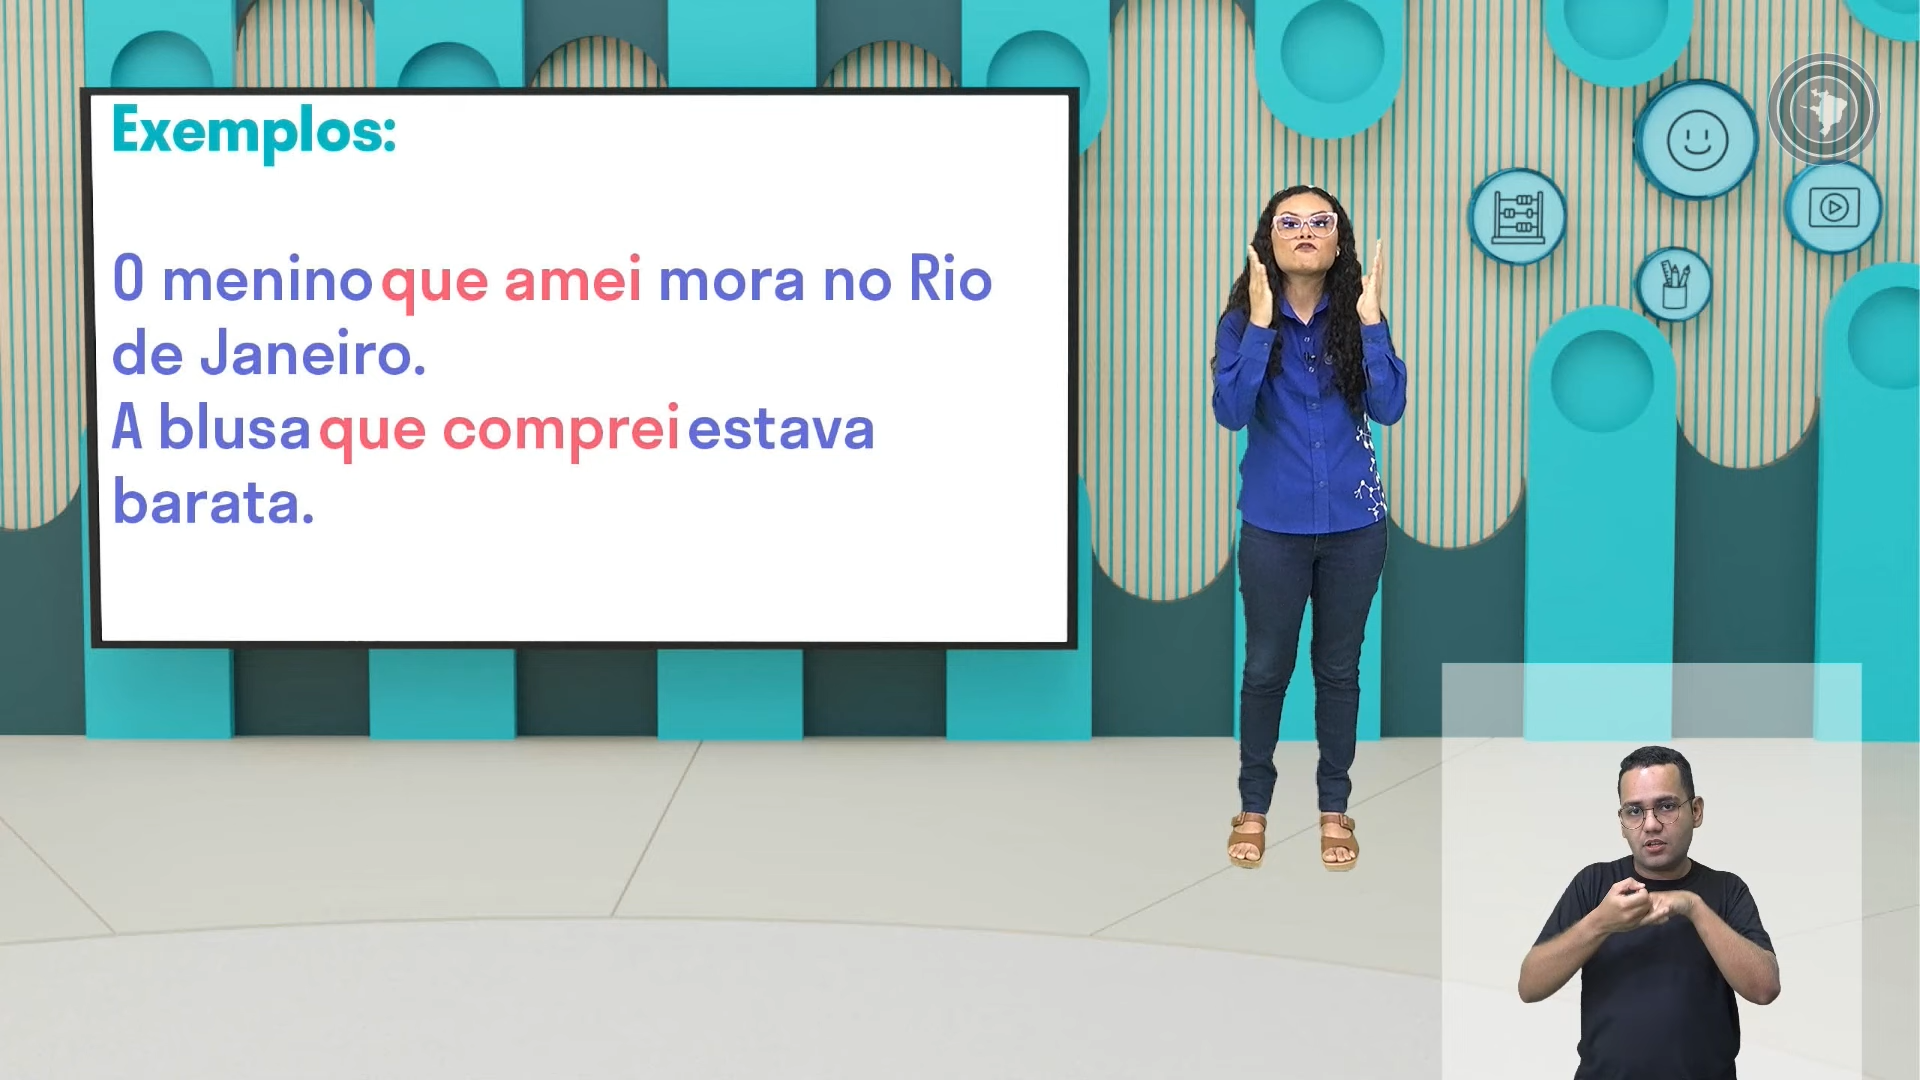 Exemplos:
O menino que amei mora no Rio
de Janeiro.
A blusa que comprei estava
barata.